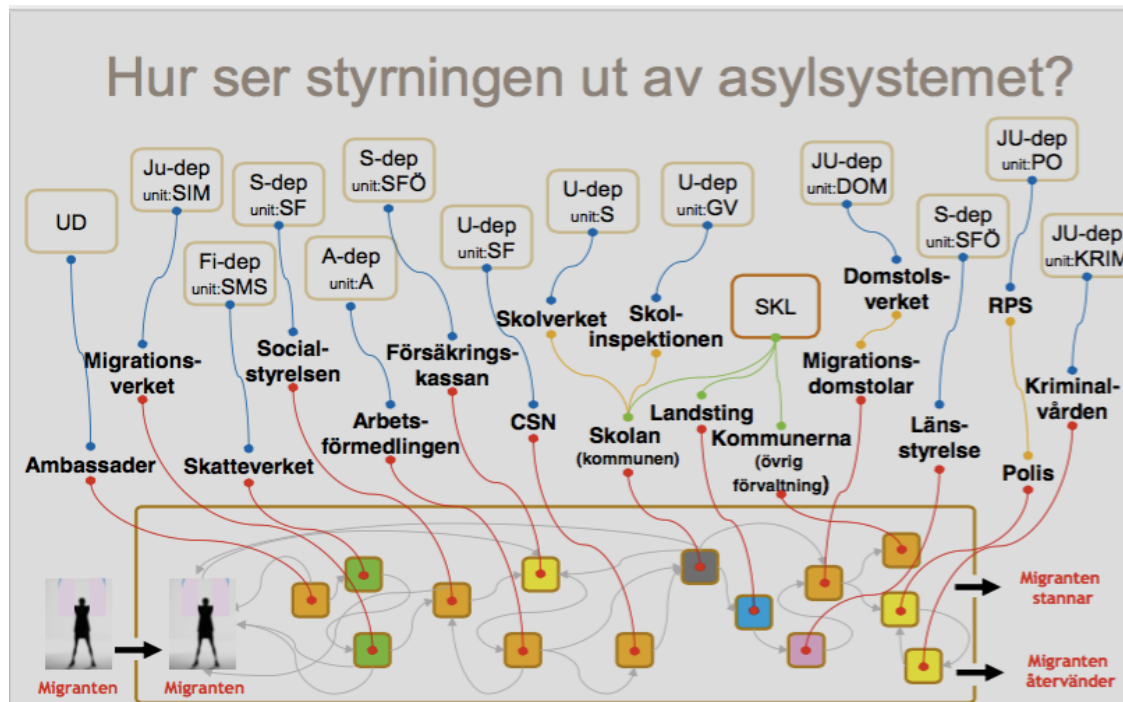 Hur ser styrningen ut av asylsystemet?
UD
Ju-dep
unit:SIM
Fi-dep
unit:SMS
S-dep
unit:SF
A-dep
unit:A
S-dep
unit:SFÖ
U-dep
unit:SF
U-dep
unit:S
U-dep
unit:GV
SKL
JU-dep
unit:DOM
S-dep
unit:SFÖ
JU-dep
unit:PO
JU-dep
unit:KRIM
Ambassader
Migrations-
verket
Skatteverket
Social-
styrelsen
Arbets-
förmedlingen
Försäkrings-
kassan
CSN
Skolverket
Skol-
inspektionen
Skolan
(kommunen)
Landsting
Kommunerna
(övrig
förvaltning)
Domstols-
verket
Migrations-
domstolar
Läns-
styrelse
RPS
Polis
Kriminal-
vården
Migranten
Migranten
Migranten
stannar
Migranten
återvänder